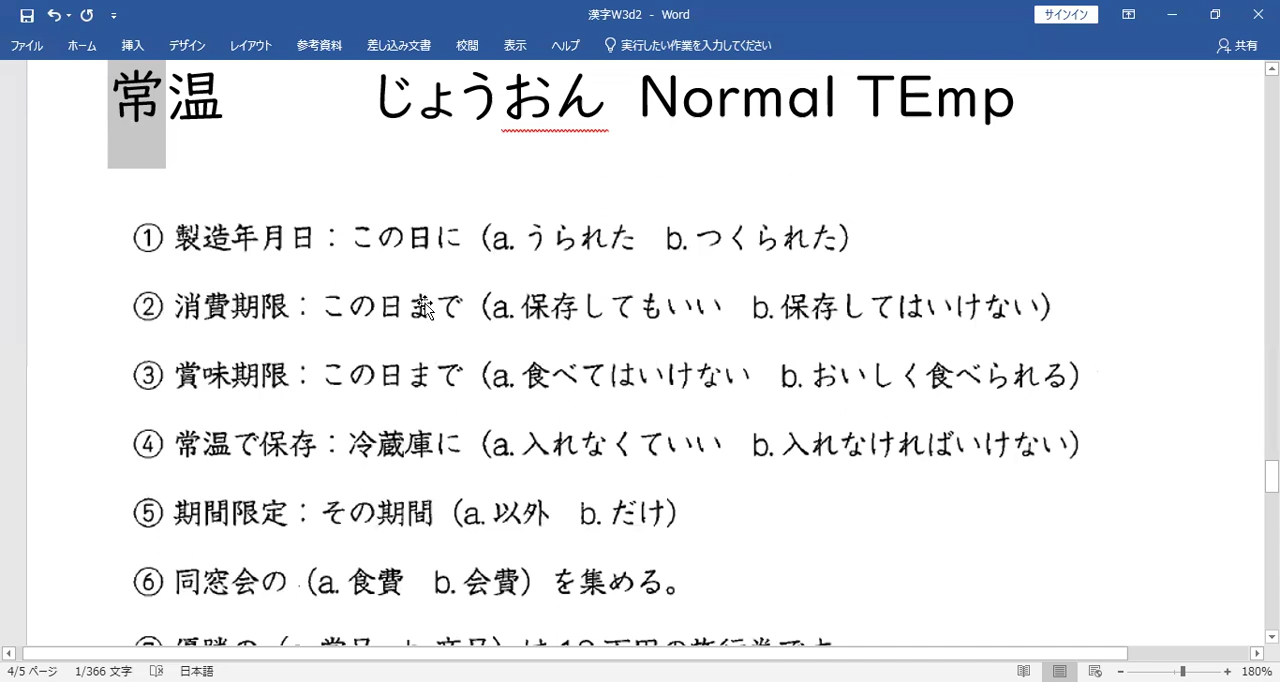 漢字W3d2 - Word
サインイン
ファイル ホーム 挿入 デザイン レイアウト 参考資料 差し込み文書 校閲 表示 ヘルプ 実行したい作業を入力してください 共有
常温 じょうおん Normal TEmp
① 製造年月日：この日に（a. うられた b. つくられた）
② 消費期限：この日まで（a. 保存してもいい b. 保存してはいけない）
③ 賞味期限：この日まで（a. 食べてはいけない b. おいしく食べられる）
④ 常温で保存：冷蔵庫に（a. 入れなくていい b. 入れなければいけない）
⑤ 期間限定：その期間（a. 以外 b. だけ）
⑥ 同窓会の（a. 食費 b. 会費）を集める。
4/5 ページ 1/366 文字 日本語 180%